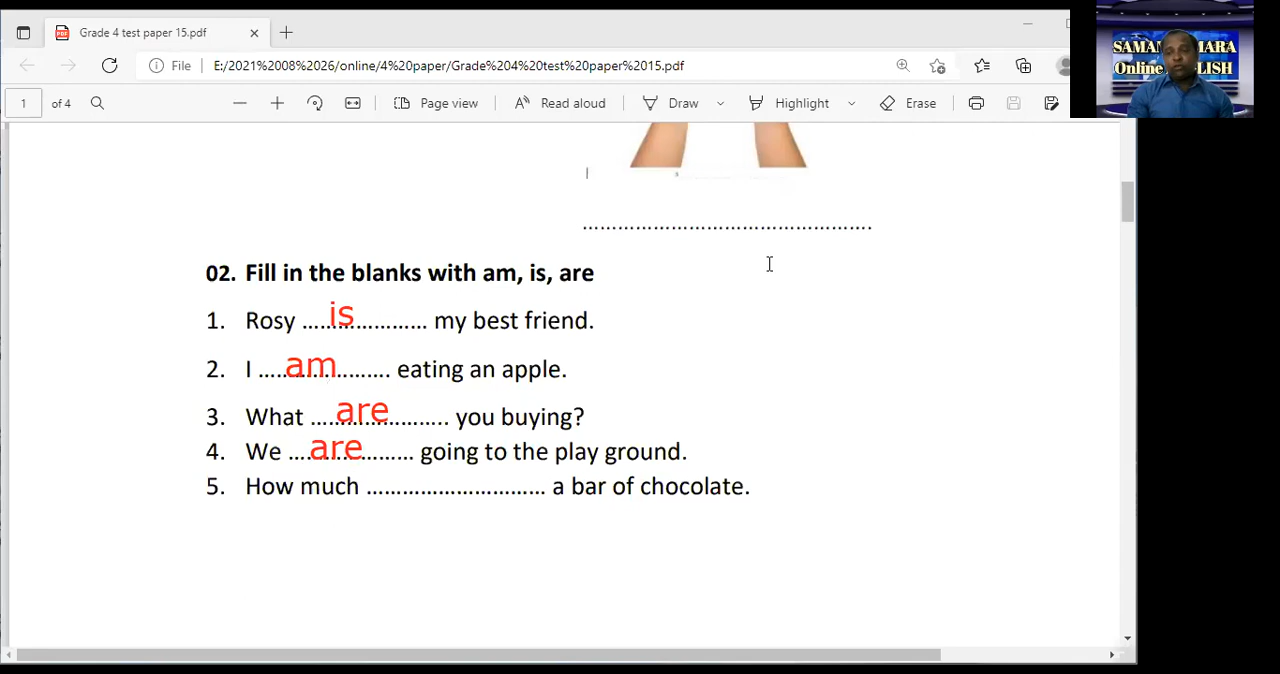 Grade 4 test paper 15.pdf
File
E:/2021%2008%2026/online/4%20paper/Grade%204%20test%20paper%2015.pdf
1 of 4
Page view
Read aloud
Draw
Highlight
Erase
Online
LISH
……………………………………….
02. Fill in the blanks with am, is, are
1. Rosy ……is…………… my best friend.
2. I ….am……………. eating an apple.
3. What ……are………….. you buying?
4. We ……are………… going to the play ground.
5. How much ………………………… a bar of chocolate.